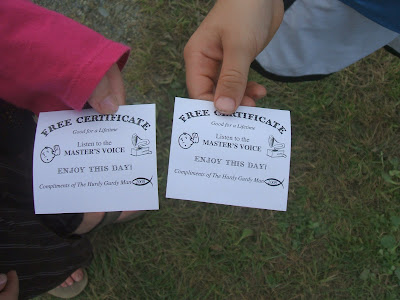 FREE CERTIFICATE
Good for a Lifetime
Listen to the
MASTER'S VOICE
ENJOY THIS DAY!
Compliments of The Hurdy Gurdy Man
FREE CERTIFICATE
Good for a Lifetime
Listen to the
MASTER'S VOICE
ENJOY THIS DAY!
Compliments of The Hurdy Gurdy Man